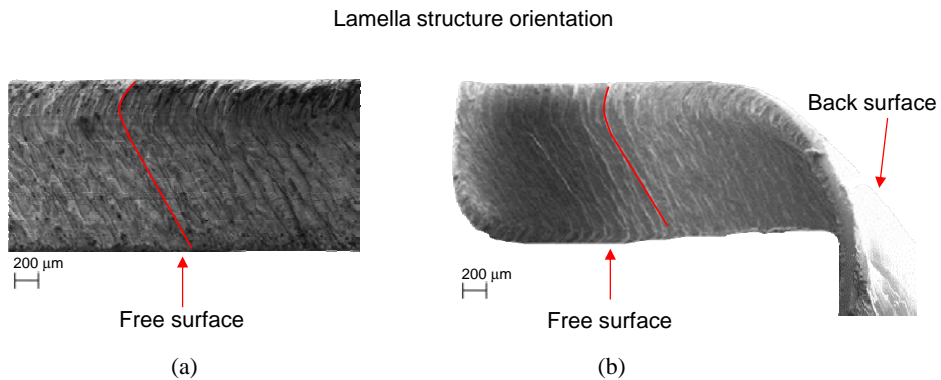 Lamella structure orientation
Back surface
200 μm
200 μm
Free surface
Free surface
(a)
(b)